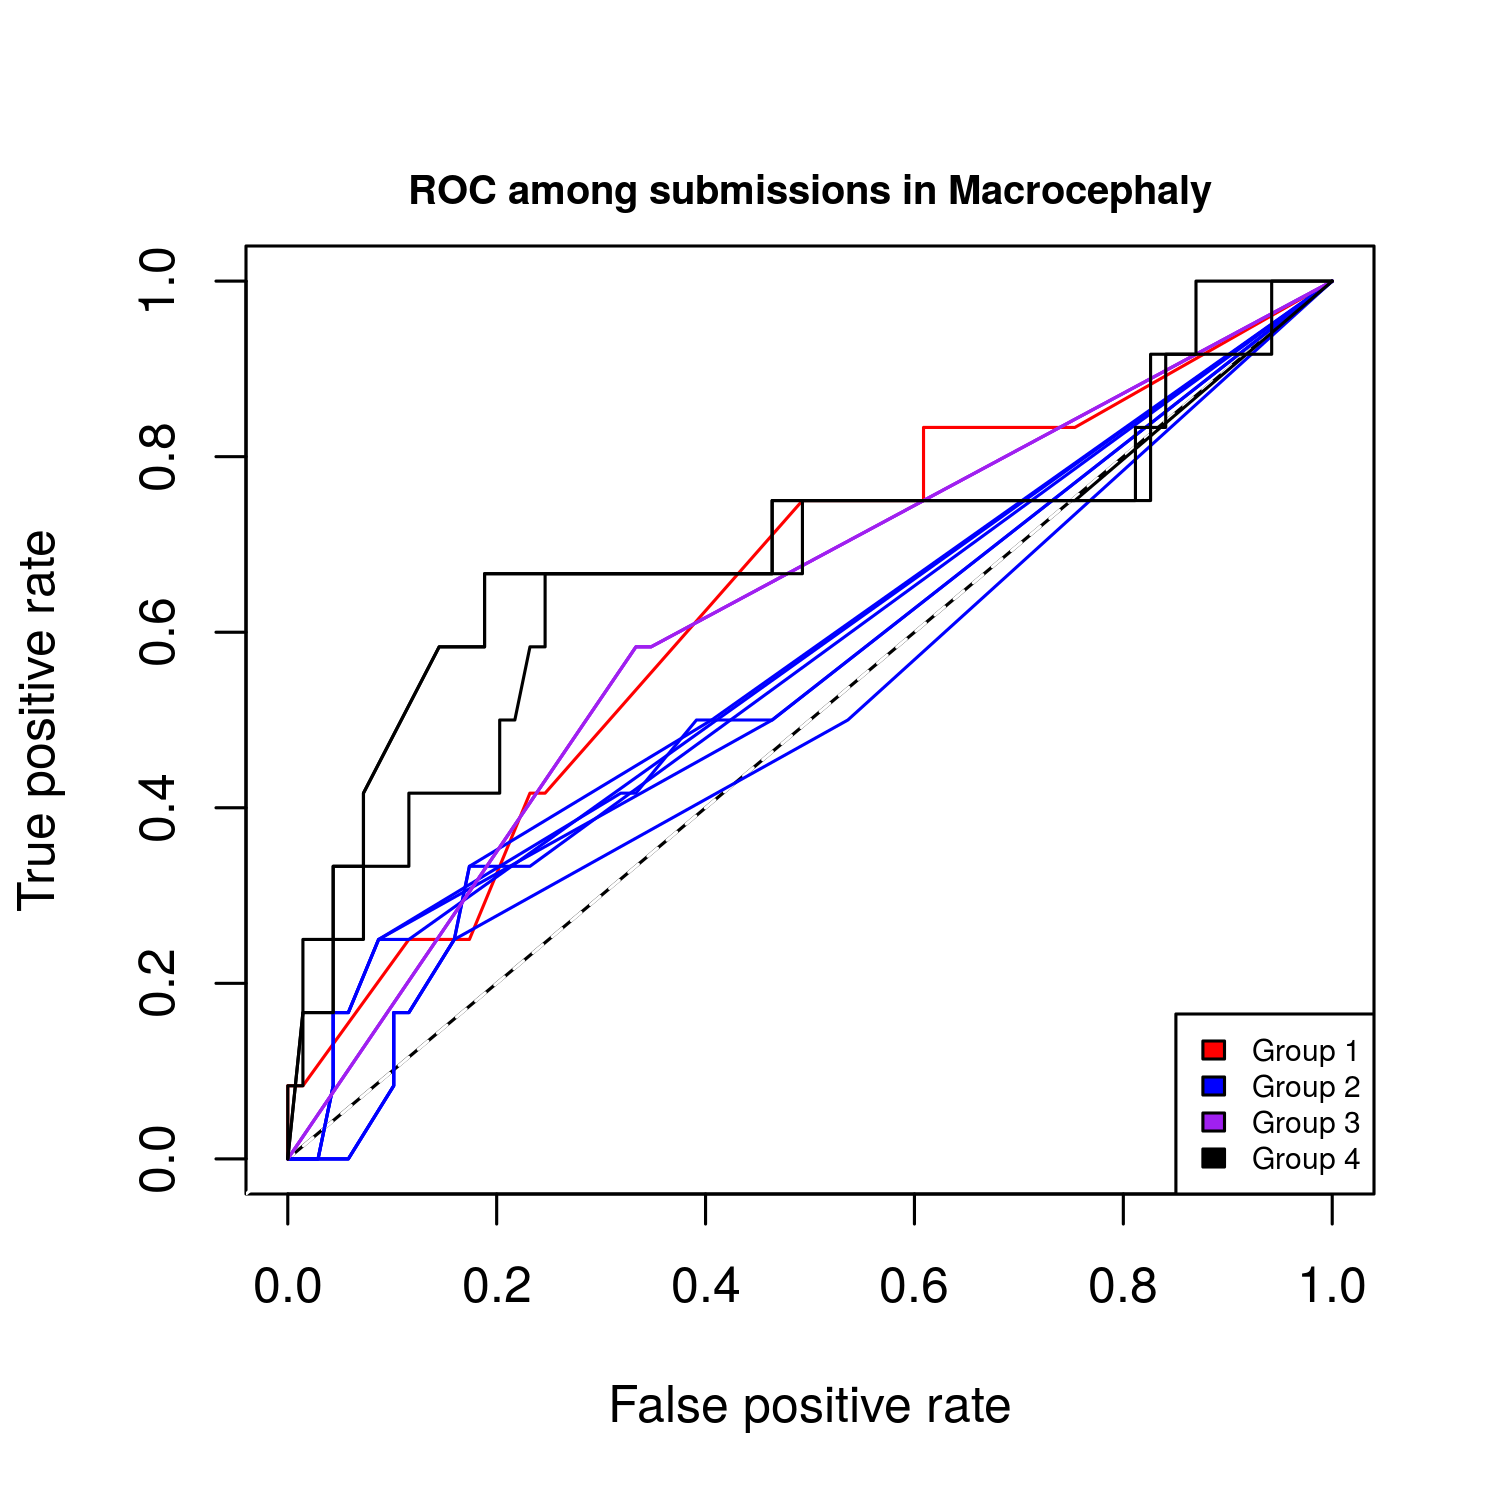 ROC among submissions in Macrocephaly
True positive rate
1.0
0.8
0.6
0.4
0.2
0.0
Group 1
Group 2
Group 3
Group 4
0.0 0.2 0.4 0.6 0.8 1.0
False positive rate